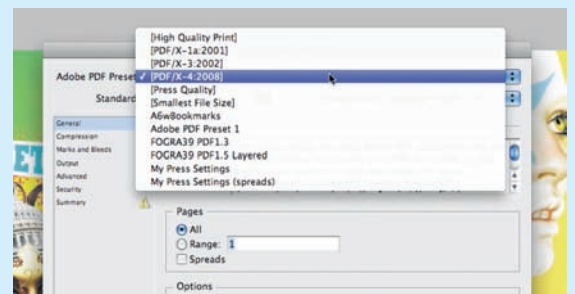 [High Quality Print]
[PDF/X-1a:2001]
[PDF/X-3:2002]
Adobe PDF Preset ✓ [PDF/X-4:2008]
[Press Quality]
Standard [Smallest File Size]
A6wBookmarks
Adobe PDF Preset 1
FOGRA39 PDF1.3
FOGRA39 PDF1.5 Layered
My Press Settings
My Press Settings (spreads)
General
Compression
Marks and Bleeds
Output
Advanced
Security
Summary
Pages
All
Range: 1
Spreads
Options